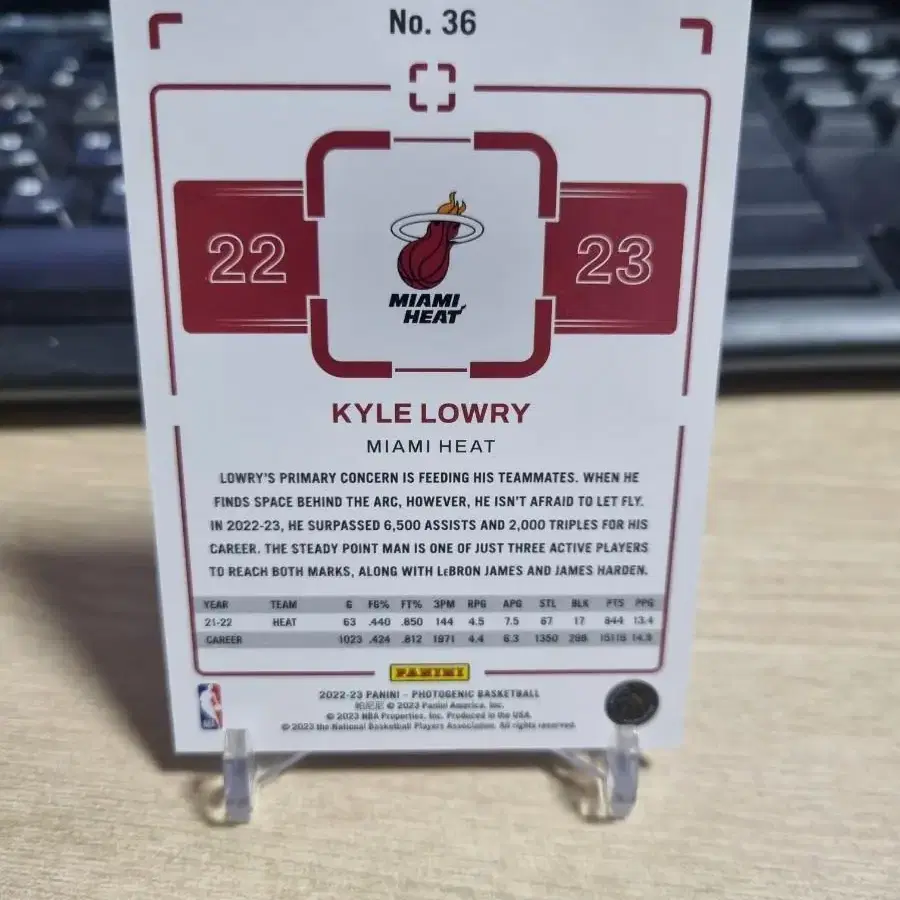 No. 36
22
23
MIAMI
HEAT
KYLE LOWRY
MIAMI HEAT
LOWRY'S PRIMARY CONCERN IS FEEDING HIS TEAMMATES. WHEN HE
FINDS SPACE BEHIND THE ARC, HOWEVER, HE ISN'T AFRAID TO LET FLY.
IN 2022-23, HE SURPASSED 6,500 ASSISTS AND 2,000 TRIPLES FOR HIS
CAREER. THE STEADY POINT MAN IS ONE OF JUST THREE ACTIVE PLAYERS
TO REACH BOTH MARKS, ALONG WITH LEBRON JAMES AND JAMES HARDEN.
YEAR TEAM G FG% FT% 3PM RPG APG STL BLK PTS PPG
21-22 HEAT 63 .440 .850 144 4.5 7.5 67 17 844 13.4
CAREER 1023 .424 .812 1971 4.4 6.3 1350 298 15115 14.8
PANINI
2022-23 PANINI - PHOTOGENIC BASKETBALL
© 2023 Panini America, Inc.
© 2023 NBA Properties, Inc. Produced in the USA.
© 2023 the National Basketball Players Association. All rights reserved.